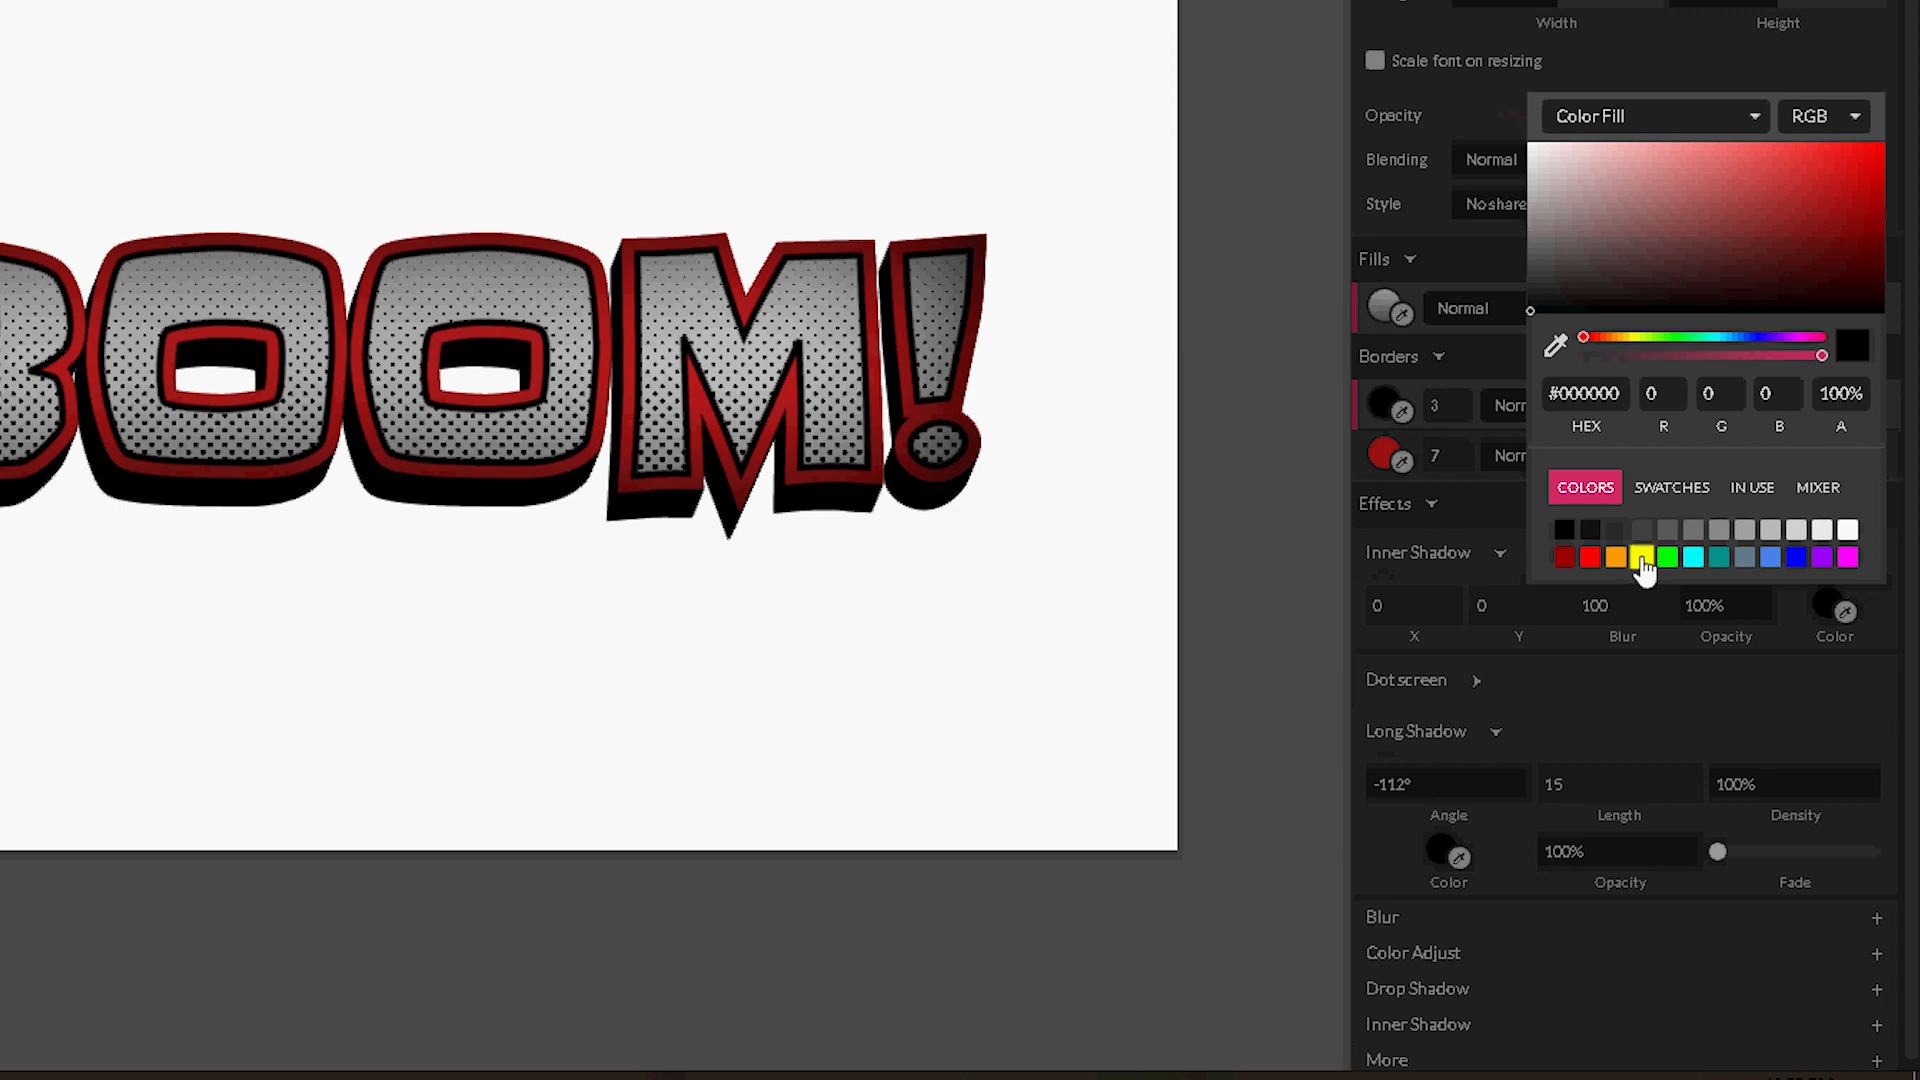 Width
Height
Scale font on resizing
Opacity
Color Fill
RGB
Blending
Normal
Style
No share
Fills
Normal
Borders
3
Norr
#000000
0
0
0
100%
HEX
R
G
B
A
7
Norr
COLORS
SWATCHES
IN USE
MIXER
Effects
Inner Shadow
0
0
100
100%
X
Y
Blur
Opacity
Color
Dot screen
Long Shadow
-112°
15
100%
Angle
Length
Density
100%
Color
Opacity
Fade
Blur
+
Color Adjust
+
Drop Shadow
+
Inner Shadow
+
More
+
BOOM!